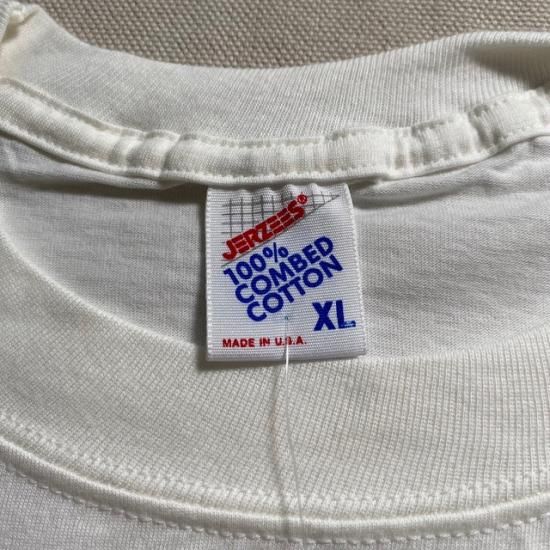 JERZEES®
100%
COMBED
COTTON
XL
MADE IN U.S.A.